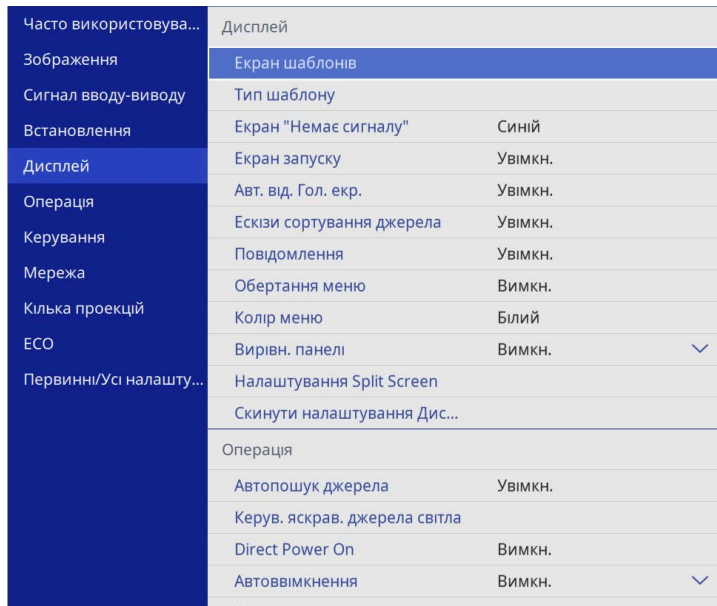 Часто використовува...
Зображення
Сигнал вводу-виводу
Встановлення
Дисплей
Операція
Керування
Мережа
Кілька проекцій
ECO
Первинні/Усі налашту...
Дисплей
Екран шаблонів
Тип шаблону
Екран "Немає сигналу" Синій
Екран запуску Увімкн.
Авт. від. Гол. екр. Увімкн.
Ескізи сортування джерела Увімкн.
Повідомлення Увімкн.
Обертання меню Вимкн.
Колір меню Білий
Вирівн. панелі Вимкн.
Налаштування Split Screen
Скинути налаштування Дис...
Операція
Автопошук джерела Увімкн.
Керув. яскрав. джерела світла
Direct Power On Вимкн.
Автоввімкнення Вимкн.